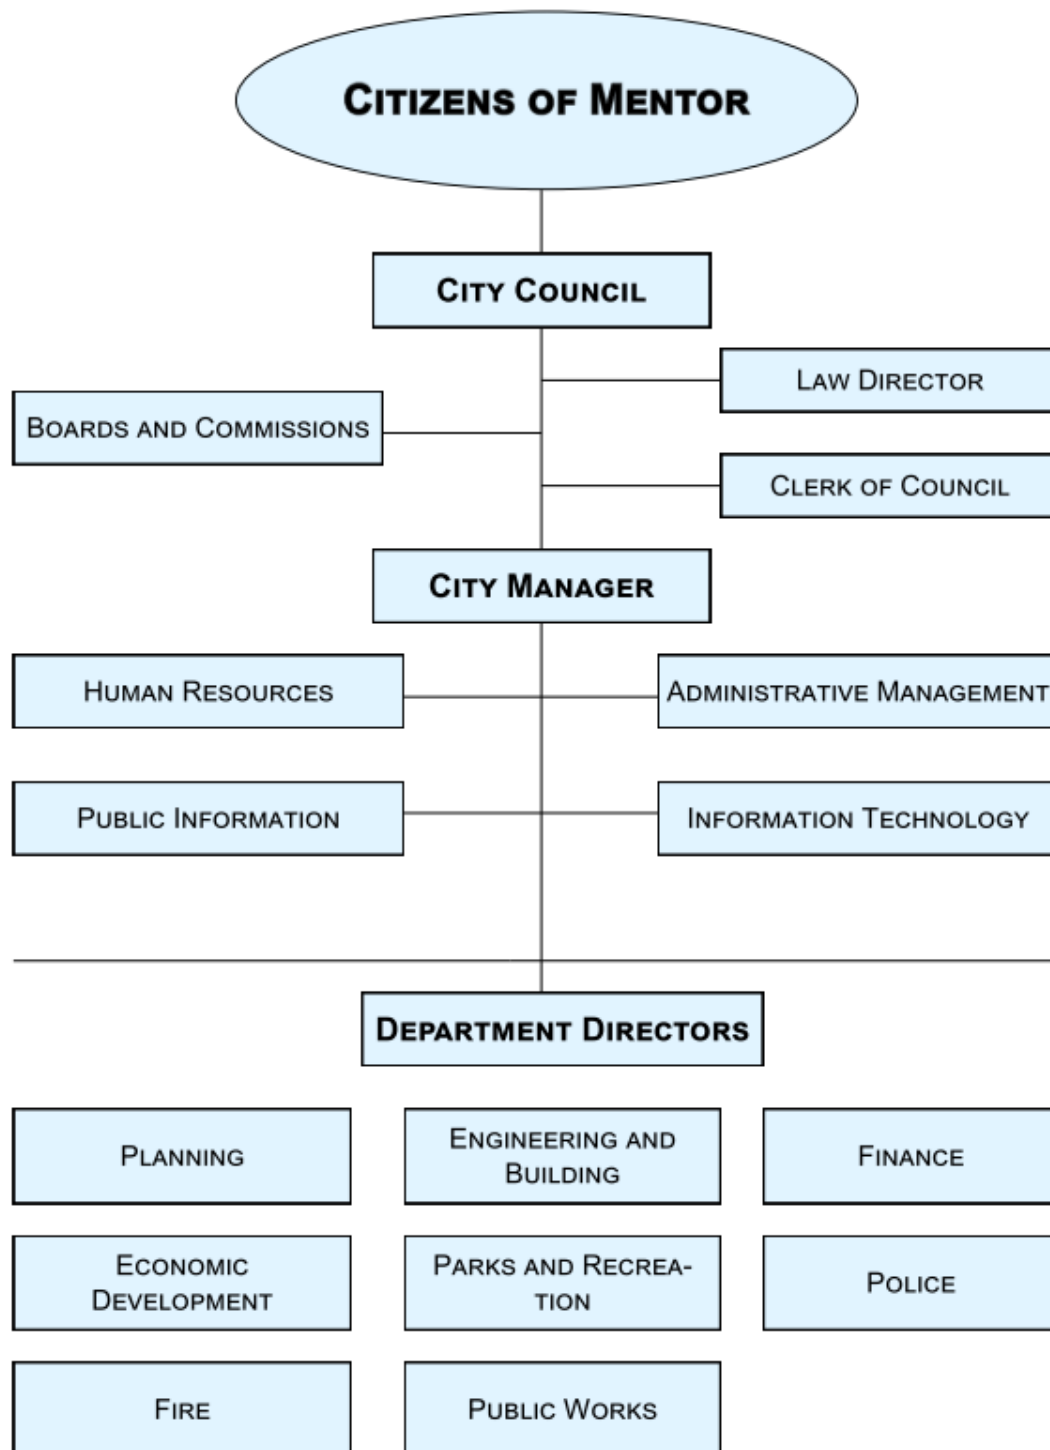 CITIZENS OF MENTOR
CITY COUNCIL
LAW DIRECTOR
BOARDS AND COMMISSIONS
CLERK OF COUNCIL
CITY MANAGER
HUMAN RESOURCES
ADMINISTRATIVE MANAGEMENT
PUBLIC INFORMATION
INFORMATION TECHNOLOGY
DEPARTMENT DIRECTORS
PLANNING
ENGINEERING AND
BUILDING
FINANCE
ECONOMIC
DEVELOPMENT
PARKS AND RECREA-
TION
POLICE
FIRE
PUBLIC WORKS